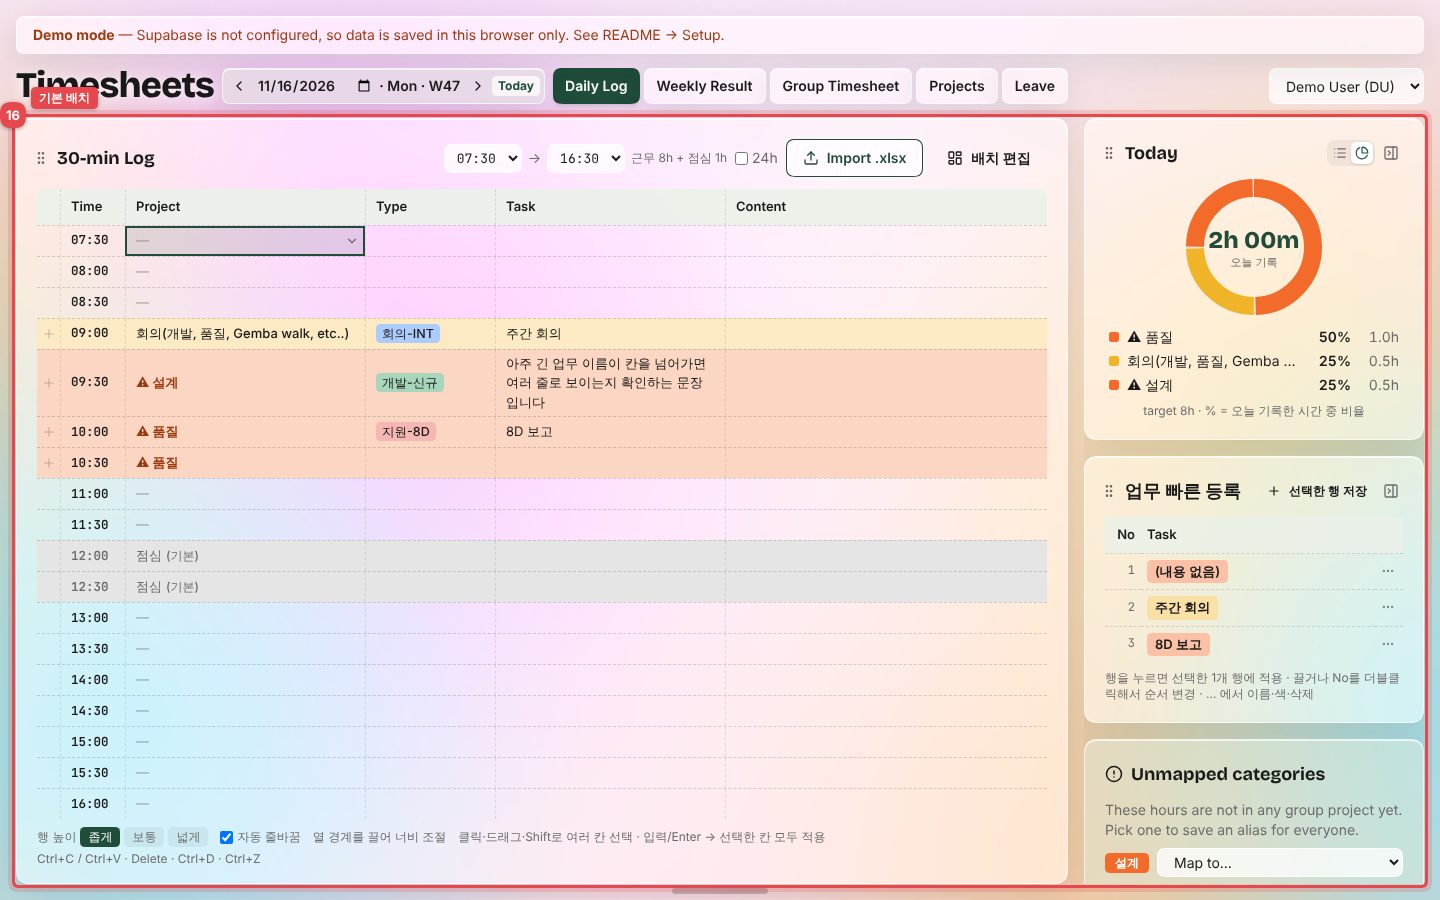 Demo mode — Supabase is not configured, so data is saved in this browser only. See README → Setup.
Timesheets
11/16/2026 · Mon · W47 Today
Daily Log
Weekly Result
Group Timesheet
Projects
Leave
Demo User (DU)
기본 배치
16
30-min Log
07:30 → 16:30 근무 8h + 점심 1h 24h
Import .xlsx
배치 편집
Time Project Type Task Content
07:30 —
08:00 —
08:30 —
+ 09:00 회의(개발, 품질, Gemba walk, etc..) 회의-INT 주간 회의
+ 09:30 설계 개발-신규 아주 긴 업무 이름이 칸을 넘어가면
여러 줄로 보이는지 확인하는 문장
입니다
+ 10:00 품질 지원-8D 8D 보고
+ 10:30 품질
11:00 —
11:30 —
12:00 점심 (기본)
12:30 점심 (기본)
13:00 —
13:30 —
14:00 —
14:30 —
15:00 —
15:30 —
16:00 —
행 높이 좁게 보통 넓게 자동 줄바꿈 열 경계를 끌어 너비 조절 클릭·드래그·Shift로 여러 칸 선택 · 입력/Enter → 선택한 칸 모두 적용
Ctrl+C / Ctrl+V · Delete · Ctrl+D · Ctrl+Z
Today
2h 00m
오늘 기록
품질 50% 1.0h
회의(개발, 품질, Gemba ... 25% 0.5h
설계 25% 0.5h
target 8h · % = 오늘 기록한 시간 중 비율
업무 빠른 등록
+ 선택한 행 저장
No Task
1 (내용 없음) ...
2 주간 회의 ...
3 8D 보고 ...
행을 누르면 선택한 1개 행에 적용 · 끌거나 No를 더블클
릭해서 순서 변경 · ... 에서 이름·색·삭제
Unmapped categories
These hours are not in any group project yet.
Pick one to save an alias for everyone.
설계 Map to...